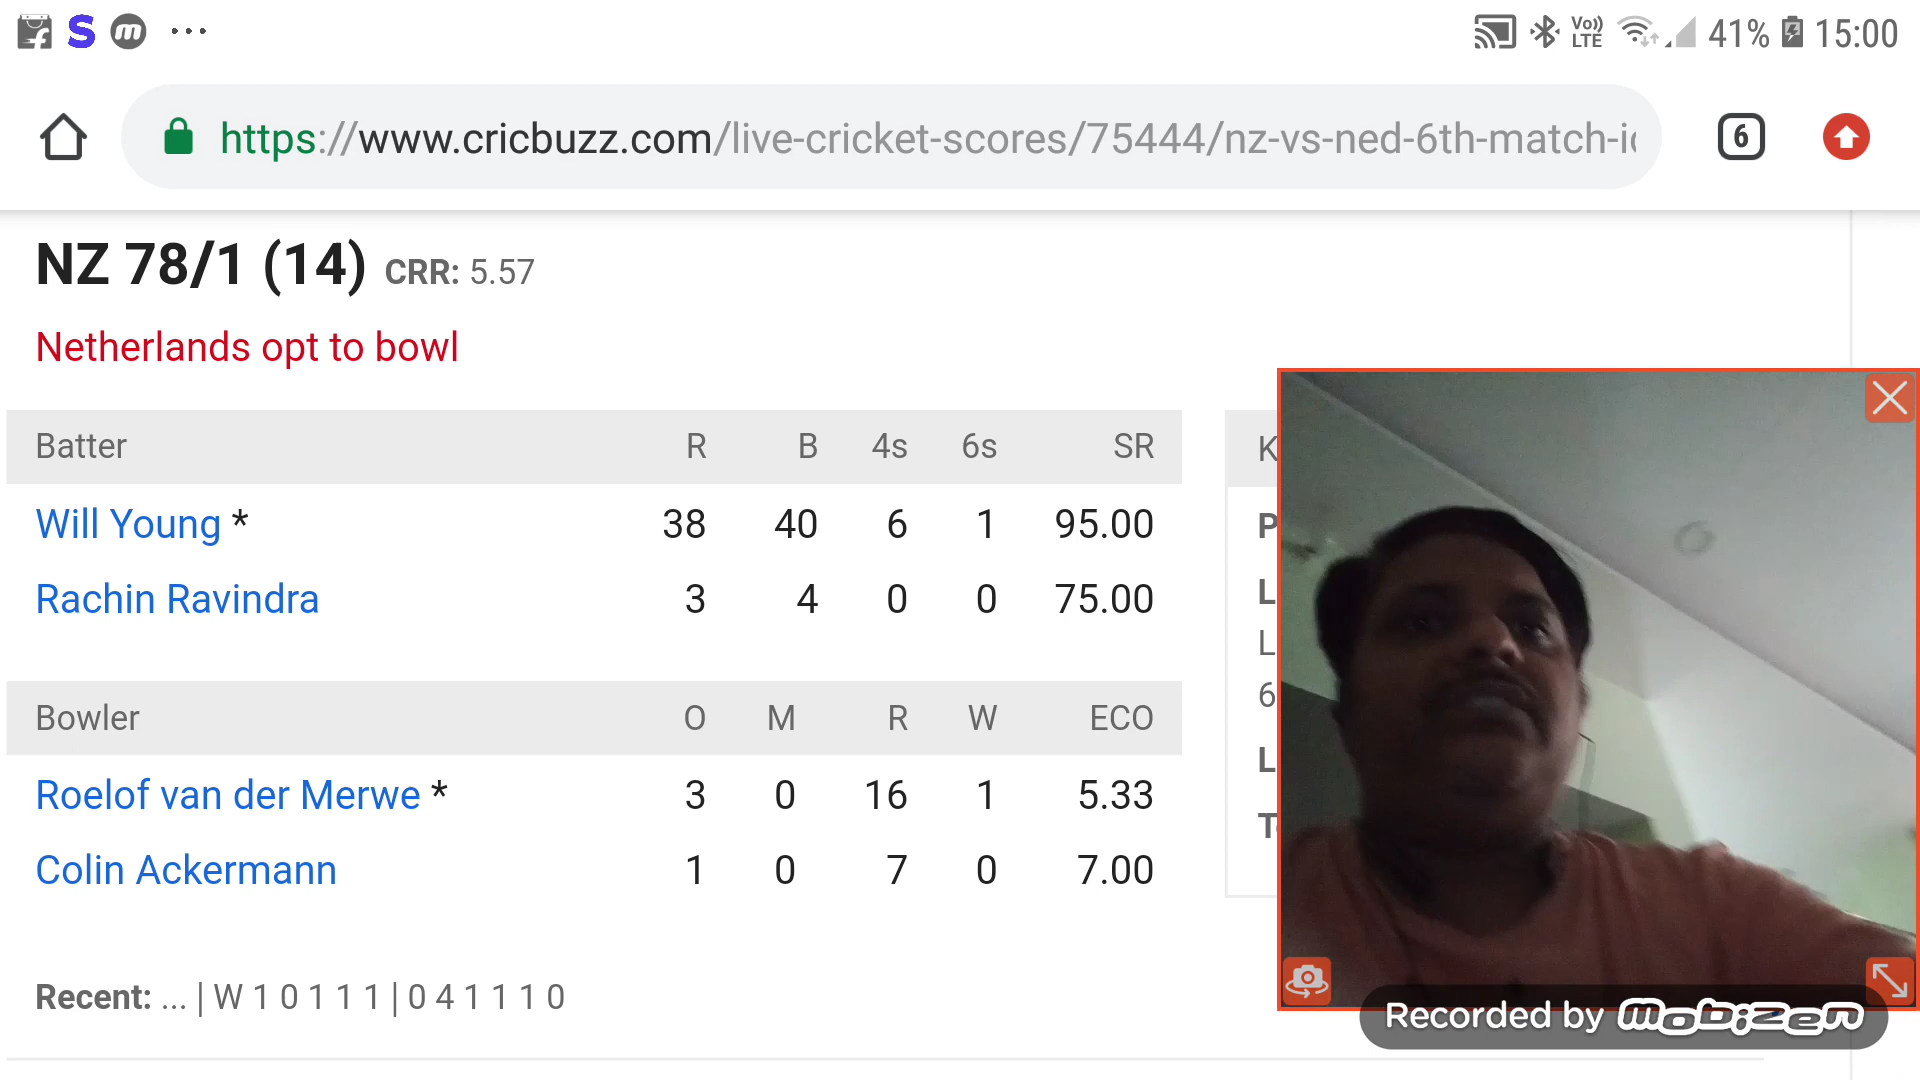 S m ... Vo)) LTE 41% 15:00
https://www.cricbuzz.com/live-cricket-scores/75444/nz-vs-ned-6th-match-ic 6
NZ 78/1 (14) CRR: 5.57
Netherlands opt to bowl
Batter R B 4s 6s SR
Will Young * 38 40 6 1 95.00
Rachin Ravindra 3 4 0 0 75.00
Bowler O M R W ECO
Roelof van der Merwe * 3 0 16 1 5.33
Colin Ackermann 1 0 7 0 7.00
Recent: ... | W 1 0 1 1 1 | 0 4 1 1 1 0
K
P
L
L
6
L
T
Recorded by mobizen